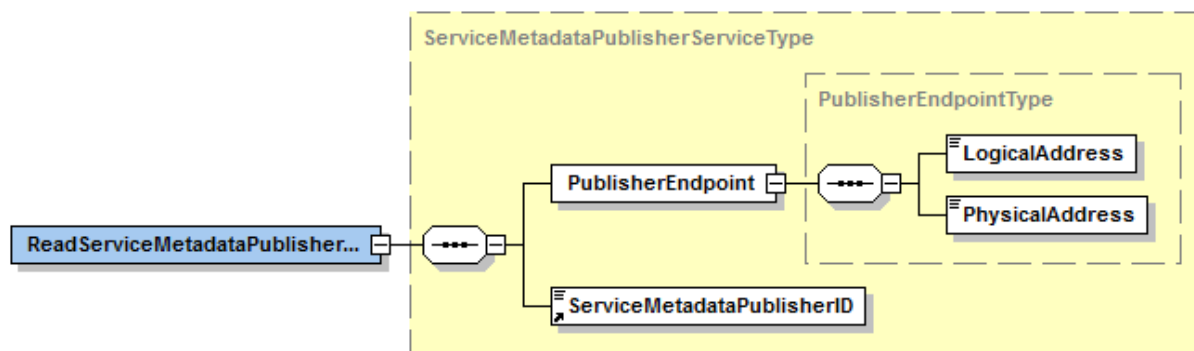 ServiceMetadataPublisherServiceType
PublisherEndpointType
LogicalAddress
PublisherEndpoint
PhysicalAddress
ReadServiceMetadataPublisher...
ServiceMetadataPublisherID